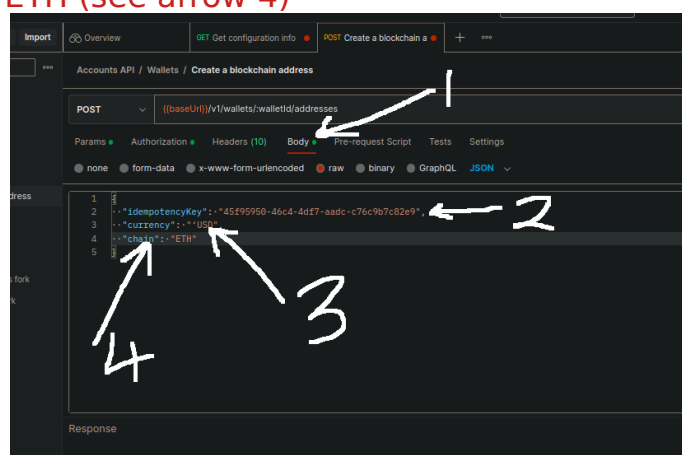 ETH (see arrow 4)
Import
Overview
GET Get configuration info
POST Create a blockchain a
+
Accounts API / Wallets / Create a blockchain address
1
POST
{{baseUrl}}/v1/wallets/:walletId/addresses
Params
Authorization
Headers (10)
Body
Pre-request Script
Tests
Settings
none
form-data
x-www-form-urlencoded
raw
binary
GraphQL
JSON
dress
1
2 "idempotencyKey": "45f95950-46c4-4df7-aadc-c76c9b7c82e9",
2
3 "currency": "'USD"
4 "chain": "ETH"
5
s fork
rk
3
4
Response